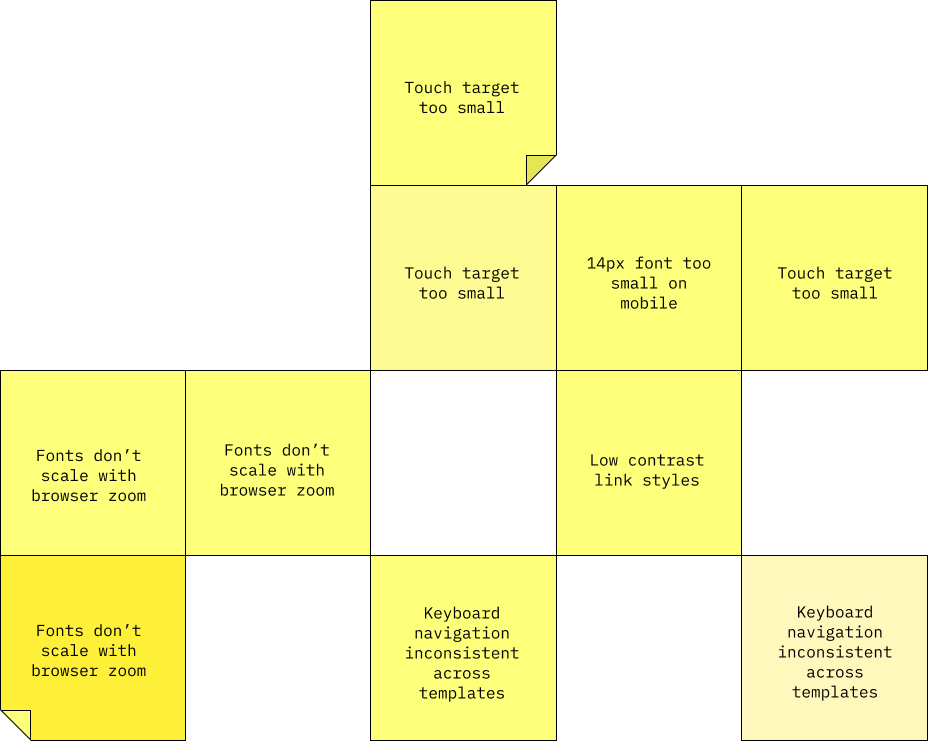 Touch target
too small
Touch target
too small
14px font too
small on
mobile
Touch target
too small
Fonts don’t
scale with
browser zoom
Fonts don’t
scale with
browser zoom
Low contrast
link styles
Fonts don’t
scale with
browser zoom
Keyboard
navigation
inconsistent
across
templates
Keyboard
navigation
inconsistent
across
templates